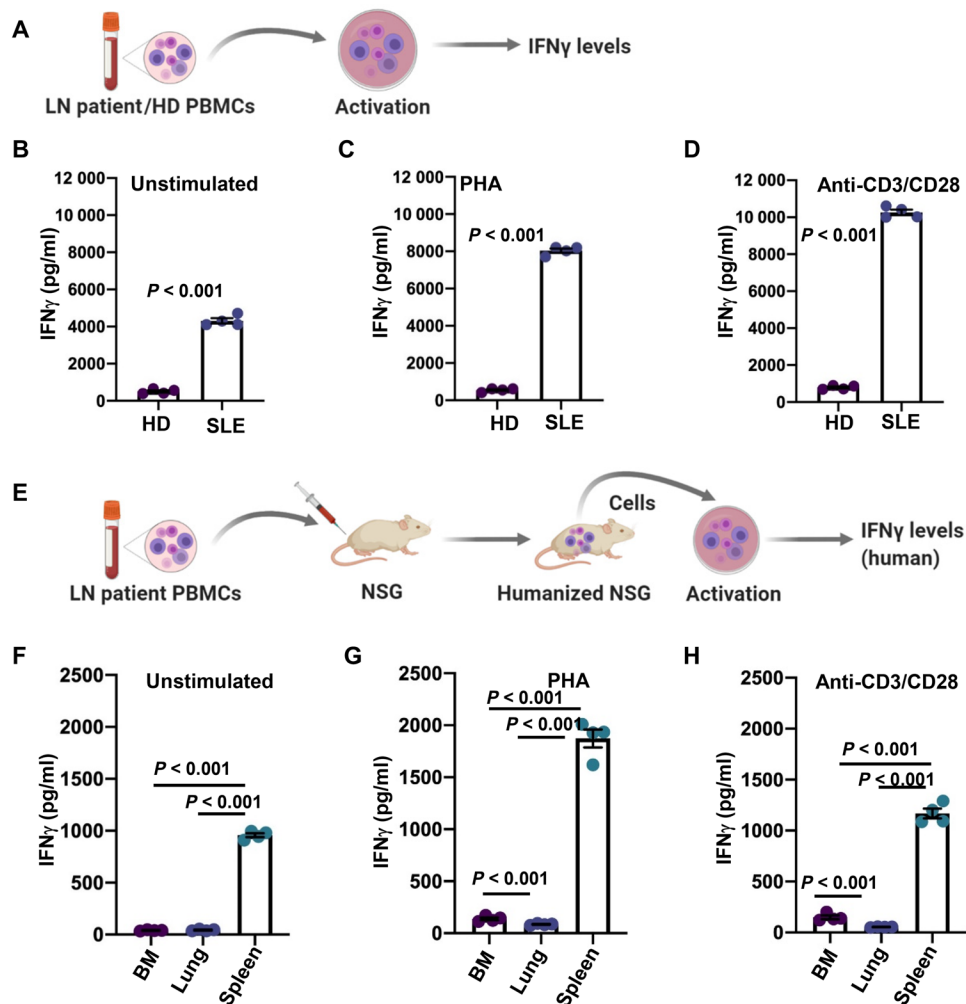 A
LN patient/HD PBMCs
Activation
IFNγ levels
B
Unstimulated
IFNγ (pg/ml)
12 000
10 000
8000
6000
4000
2000
0
P < 0.001
HD
SLE
C
PHA
IFNγ (pg/ml)
12 000
10 000
8000
6000
4000
2000
0
P < 0.001
HD
SLE
D
Anti-CD3/CD28
IFNγ (pg/ml)
12 000
10 000
8000
6000
4000
2000
0
P < 0.001
HD
SLE
E
LN patient PBMCs
NSG
Humanized NSG
Cells
Activation
IFNγ levels
(human)
F
Unstimulated
IFNγ (pg/ml)
2500
2000
1500
1000
500
0
P < 0.001
P < 0.001
BM
Lung
Spleen
G
PHA
IFNγ (pg/ml)
2500
2000
1500
1000
500
0
P < 0.001
P < 0.001
P < 0.001
BM
Lung
Spleen
H
Anti-CD3/CD28
IFNγ (pg/ml)
2500
2000
1500
1000
500
0
P < 0.001
P < 0.001
P < 0.001
BM
Lung
Spleen